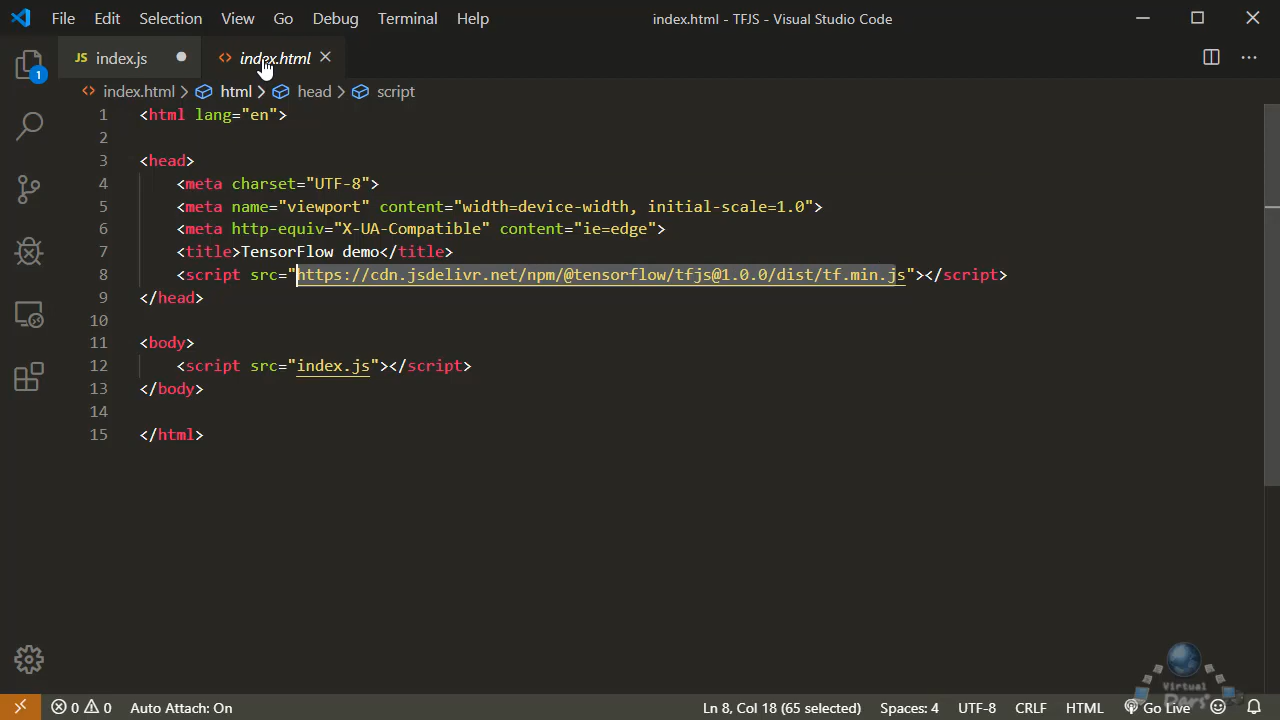 File Edit Selection View Go Debug Terminal Help index.html - TFJS - Visual Studio Code
JS index.js index.html
1
index.html html head script
1 <html lang="en">
2
3 <head>
4 <meta charset="UTF-8">
5 <meta name="viewport" content="width=device-width, initial-scale=1.0">
6 <meta http-equiv="X-UA-Compatible" content="ie=edge">
7 <title>TensorFlow demo</title>
8 <script src="https://cdn.jsdelivr.net/npm/@tensorflow/tfjs@1.0.0/dist/tf.min.js"></script>
9 </head>
10
11 <body>
12 <script src="index.js"></script>
13 </body>
14
15 </html>
Virtual
Pars
0 0 Auto Attach: On Ln 8, Col 18 (65 selected) Spaces: 4 UTF-8 CRLF HTML Go Live